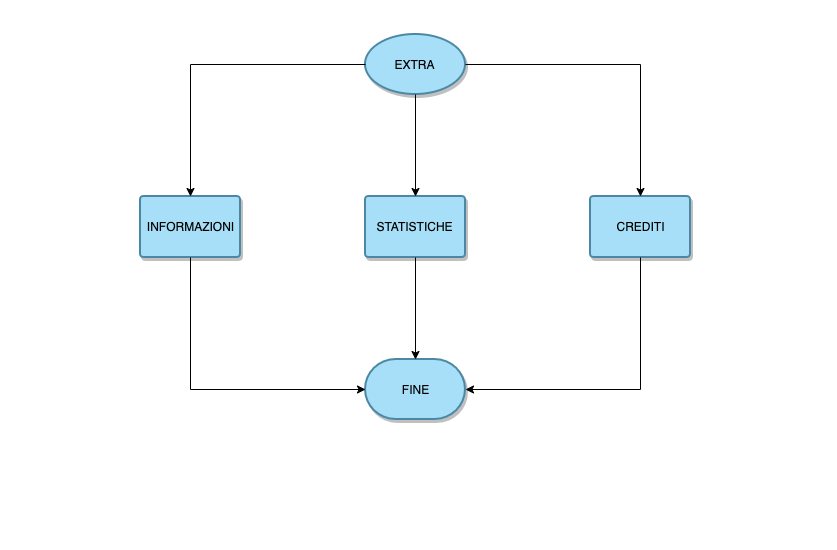 EXTRA
INFORMAZIONI
STATISTICHE
CREDITI
FINE